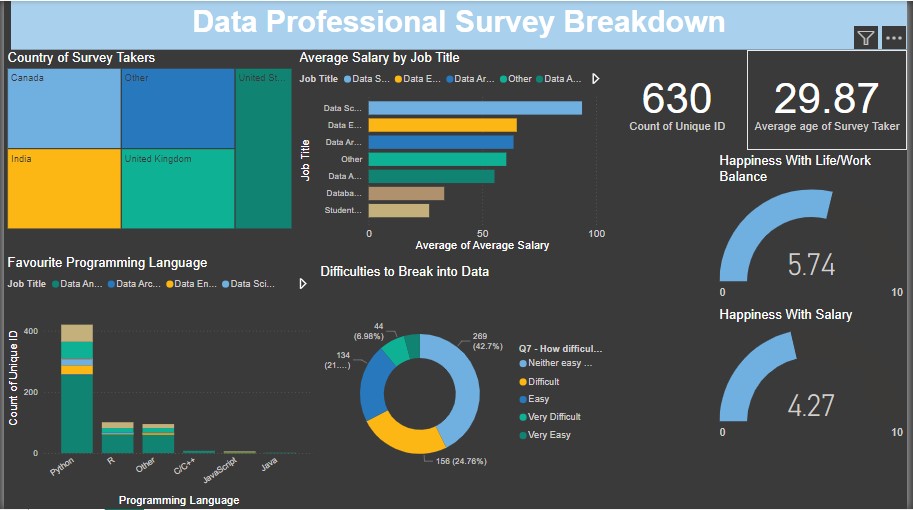 Data Professional Survey Breakdown
Country of Survey Takers
Canada
Other
United St...
India
United Kingdom
Average Salary by Job Title
Job Title Data S... Data E... Data Ar... Other Data A...
Job Title
Data Sc...
Data E...
Data Ar...
Other
Data A...
Databa...
Student...
0 50 100
Average of Average Salary
630
Count of Unique ID
29.87
Average age of Survey Taker
Happiness With Life/Work
Balance
5.74
0 10
Happiness With Salary
4.27
0 10
Favourite Programming Language
Job Title Data An... Data Arc... Data En... Data Sci...
Count of Unique ID
400
200
0
Python R Other C/C++ JavaScript Java
Programming Language
Difficulties to Break into Data
44
(6.98%)
269
(42.7%)
134
(21....)
156 (24.76%)
Q7 - How difficul...
Neither easy ...
Difficult
Easy
Very Difficult
Very Easy